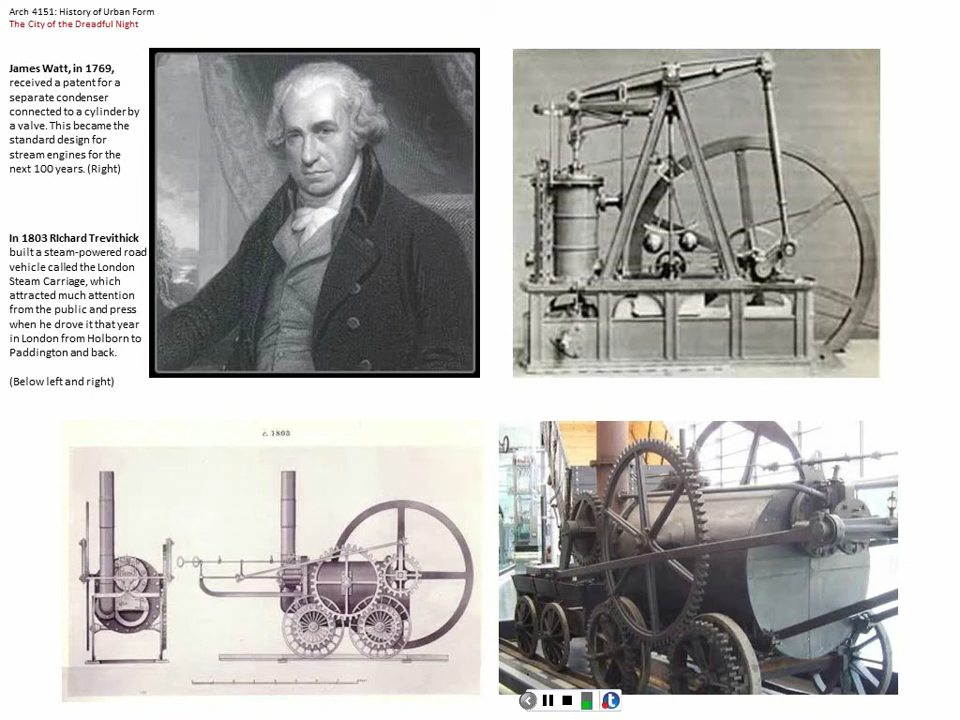 Arch 4151: History of Urban Form
The City of the Dreadful Night
James Watt, in 1769,
received a patent for a
separate condenser
connected to a cylinder by
a valve. This became the
standard design for
stream engines for the
next 100 years. (Right)
In 1803 RIchard Trevithick
built a steam-powered road
vehicle called the London
Steam Carriage, which
attracted much attention
from the public and press
when he drove it that year
in London from Holborn to
Paddington and back.
(Below left and right)
c. 1803